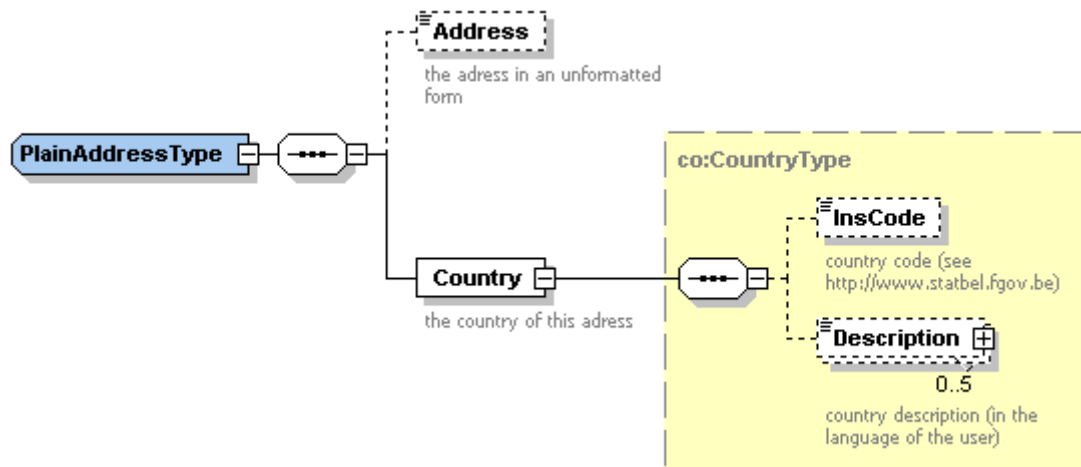 Address
the adress in an unformatted
form
PlainAddressType
co:CountryType
InsCode
country code (see
http://www.statbel.fgov.be)
Country
the country of this adress
Description
0..5
country description (in the
language of the user)